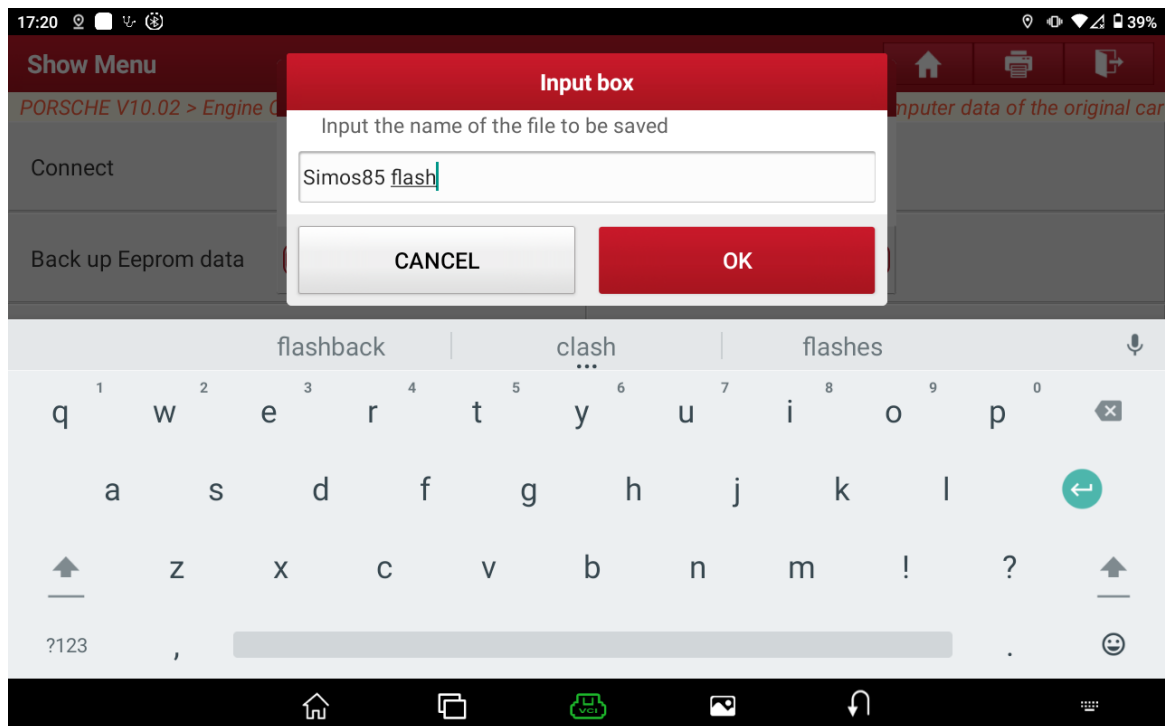 17:20 39%
Show Menu
Input box
PORSCHE V10.02 > Engine mputer data of the original car
Input the name of the file to be saved
Connect
Simos85 flash
Back up Eeprom data
CANCEL OK
flashback clash flashes
1 2 3 4 5 6 7 8 9 0
q w e r t y u i o p
a s d f g h j k l
z x c v b n m ! ?
?123 , .
VCI